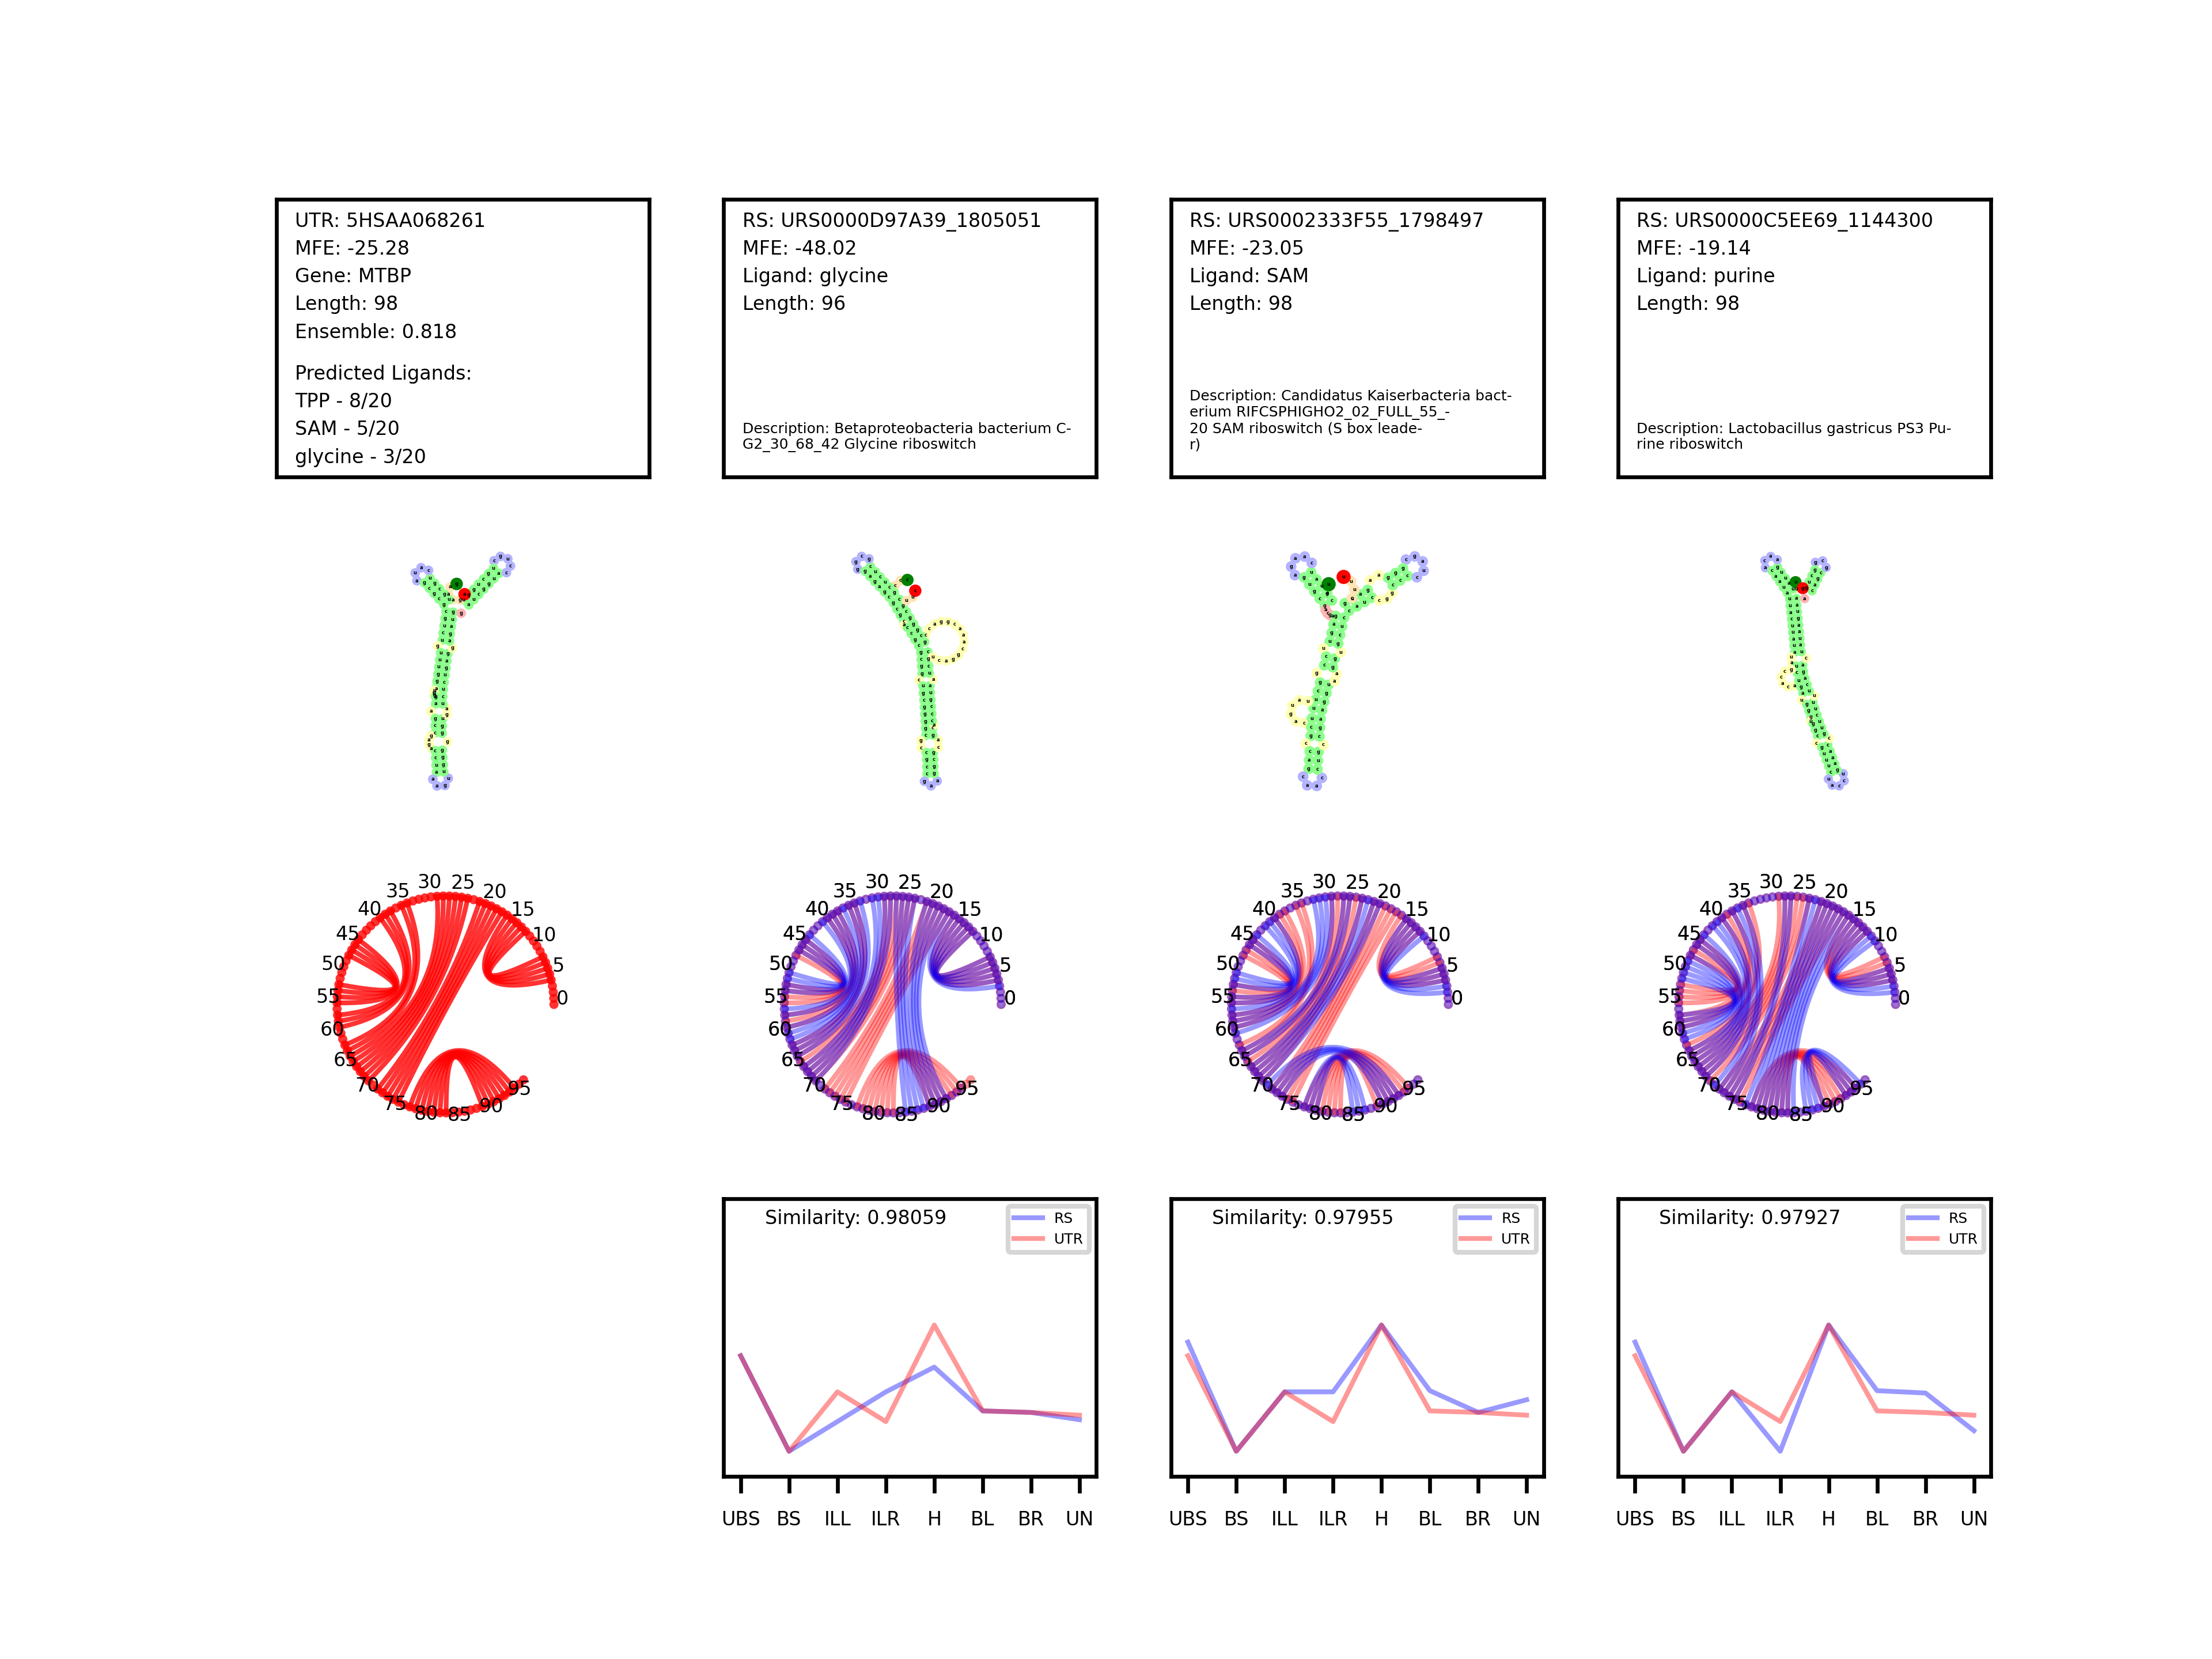 UTR: 5HSAA068261
MFE: -25.28
Gene: MTBP
Length: 98
Ensemble: 0.818
Predicted Ligands:
TPP - 8/20
SAM - 5/20
glycine - 3/20
RS: URS0000D97A39_1805051
MFE: -48.02
Ligand: glycine
Length: 96
Description: Betaproteobacteria bacterium C-
G2_30_68_42 Glycine riboswitch
RS: URS0002333F55_1798497
MFE: -23.05
Ligand: SAM
Length: 98
Description: Candidatus Kaiserbacteria bact-
erium RIFCSPHIGHO2_02_FULL_55_-
20 SAM riboswitch (S box leade-
r)
RS: URS0000C5EE69_1144300
MFE: -19.14
Ligand: purine
Length: 98
Description: Lactobacillus gastricus PS3 Pu-
rine riboswitch
0
5
10
15
20
25
30
35
40
45
50
55
60
65
70
75
80
85
90
95
0
5
10
15
20
25
30
35
40
45
50
55
60
65
70
75
80
85
90
95
0
5
10
15
20
25
30
35
40
45
50
55
60
65
70
75
80
85
90
95
0
5
10
15
20
25
30
35
40
45
50
55
60
65
70
75
80
85
90
95
Similarity: 0.98059
RS
UTR
UBS BS ILL ILR H BL BR UN
Similarity: 0.97955
RS
UTR
UBS BS ILL ILR H BL BR UN
Similarity: 0.97927
RS
UTR
UBS BS ILL ILR H BL BR UN